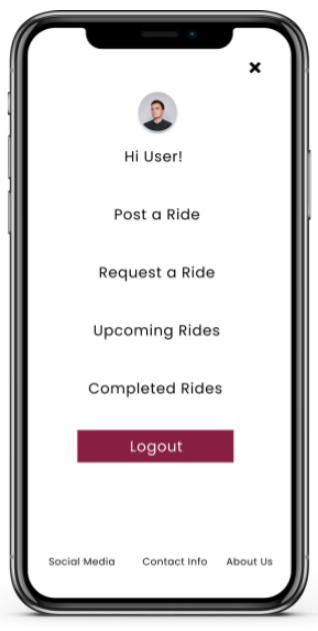 Hi User!
Post a Ride
Request a Ride
Upcoming Rides
Completed Rides
Logout
Social Media Contact Info About Us